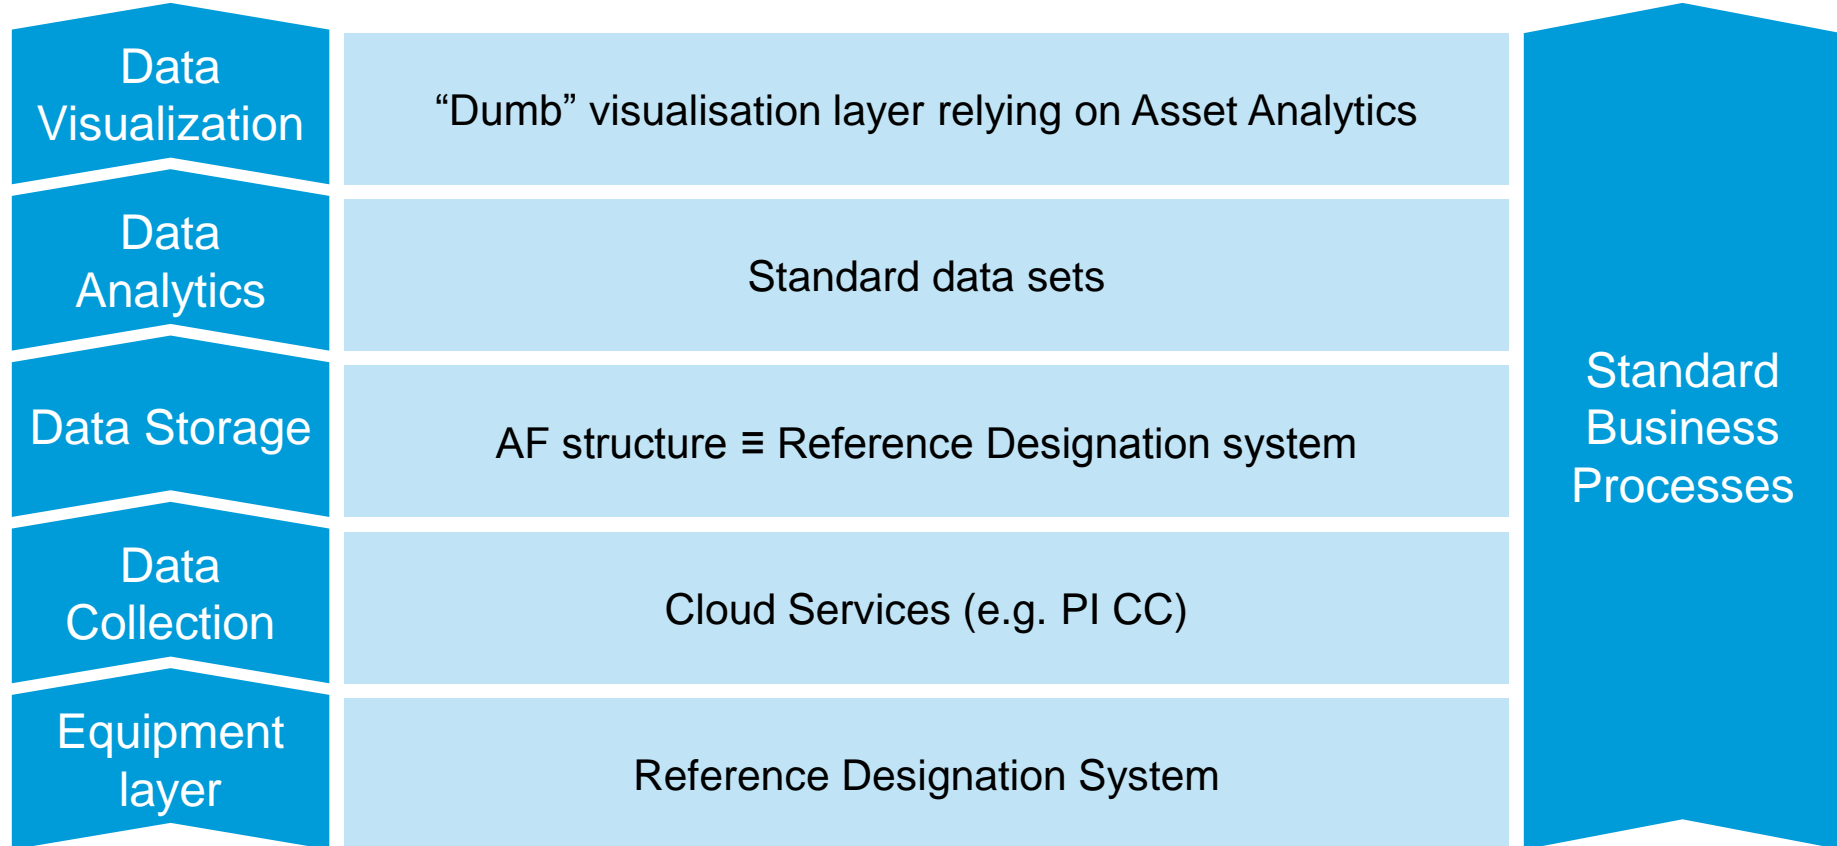 Data
Visualization
“Dumb” visualisation layer relying on Asset Analytics
Data
Analytics
Standard data sets
Data Storage
AF structure ≡ Reference Designation system
Data
Collection
Cloud Services (e.g. PI CC)
Equipment
layer
Reference Designation System
Standard
Business
Processes